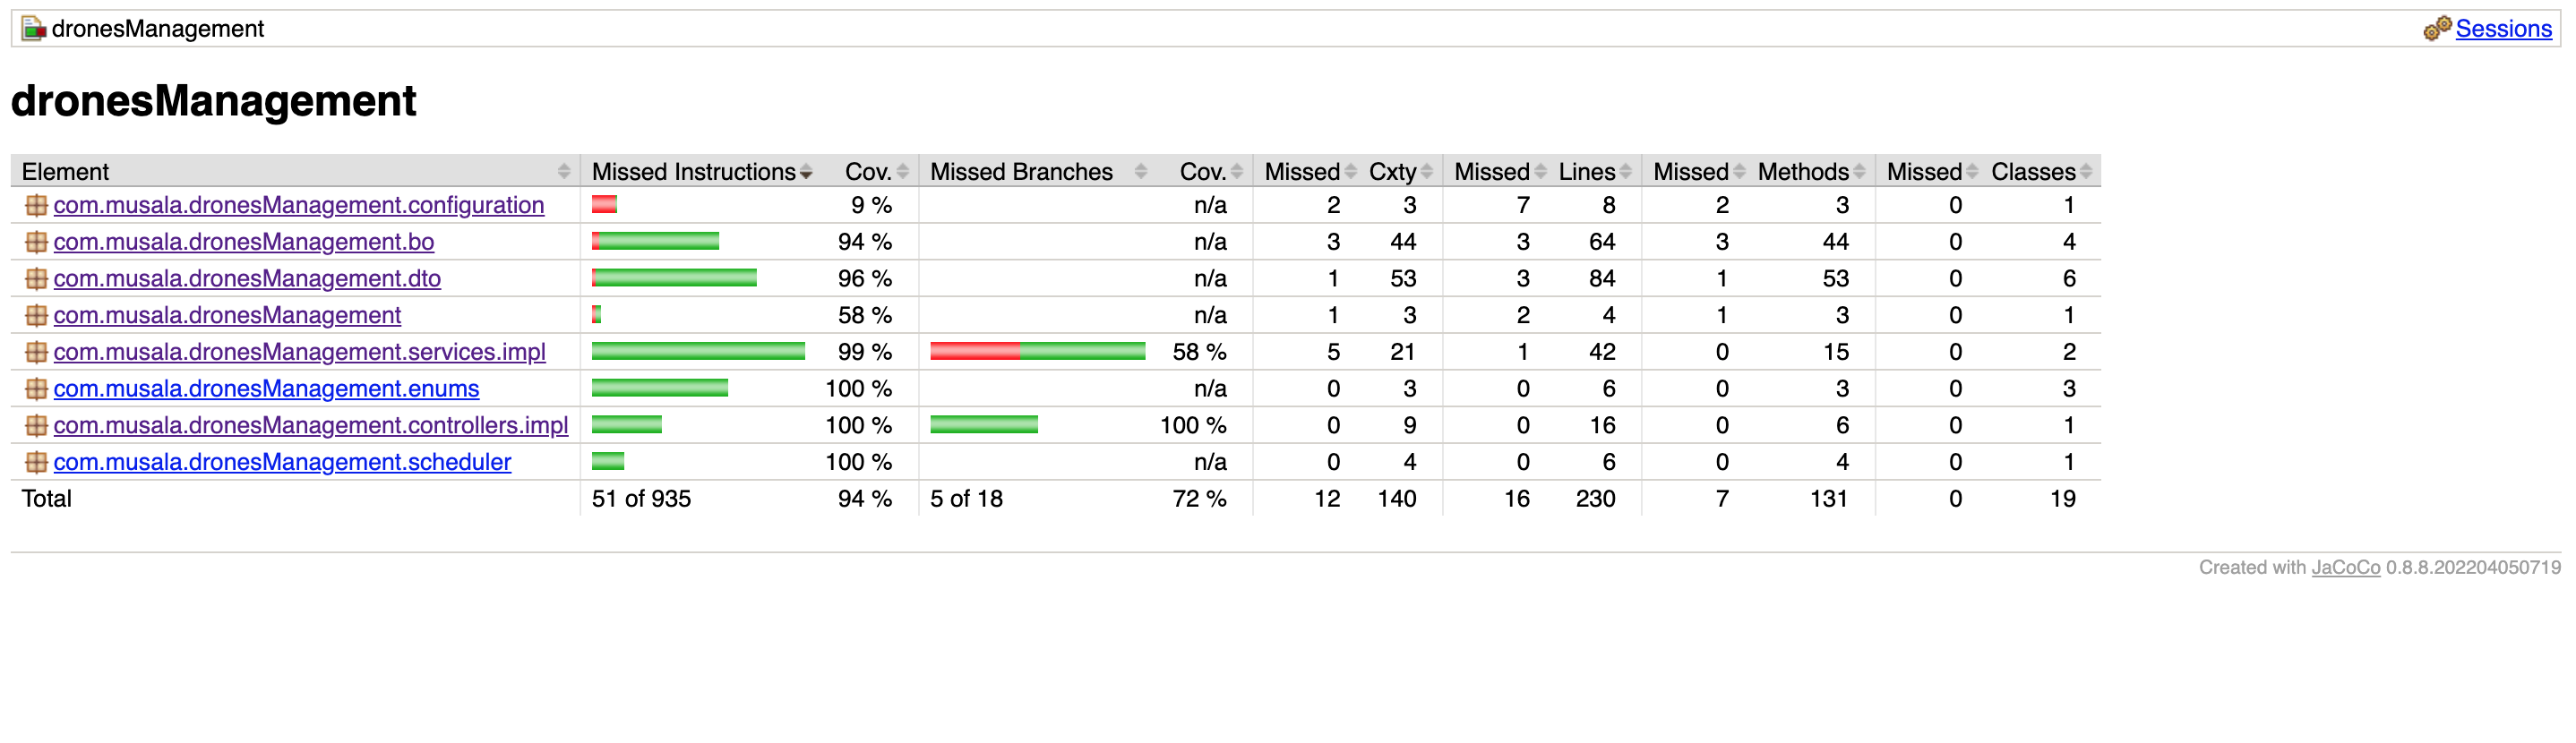 dronesManagement Sessions
dronesManagement
Element Missed Instructions Cov. Missed Branches Cov. Missed Cxty Missed Lines Missed Methods Missed Classes
com.musala.dronesManagement.configuration 9 % n/a 2 3 7 8 2 3 0 1
com.musala.dronesManagement.bo 94 % n/a 3 44 3 64 3 44 0 4
com.musala.dronesManagement.dto 96 % n/a 1 53 3 84 1 53 0 6
com.musala.dronesManagement 58 % n/a 1 3 2 4 1 3 0 1
com.musala.dronesManagement.services.impl 99 % 58 % 5 21 1 42 0 15 0 2
com.musala.dronesManagement.enums 100 % n/a 0 3 0 6 0 3 0 3
com.musala.dronesManagement.controllers.impl 100 % 100 % 0 9 0 16 0 6 0 1
com.musala.dronesManagement.scheduler 100 % n/a 0 4 0 6 0 4 0 1
Total 51 of 935 94 % 5 of 18 72 % 12 140 16 230 7 131 0 19
Created with JaCoCo 0.8.8.202204050719